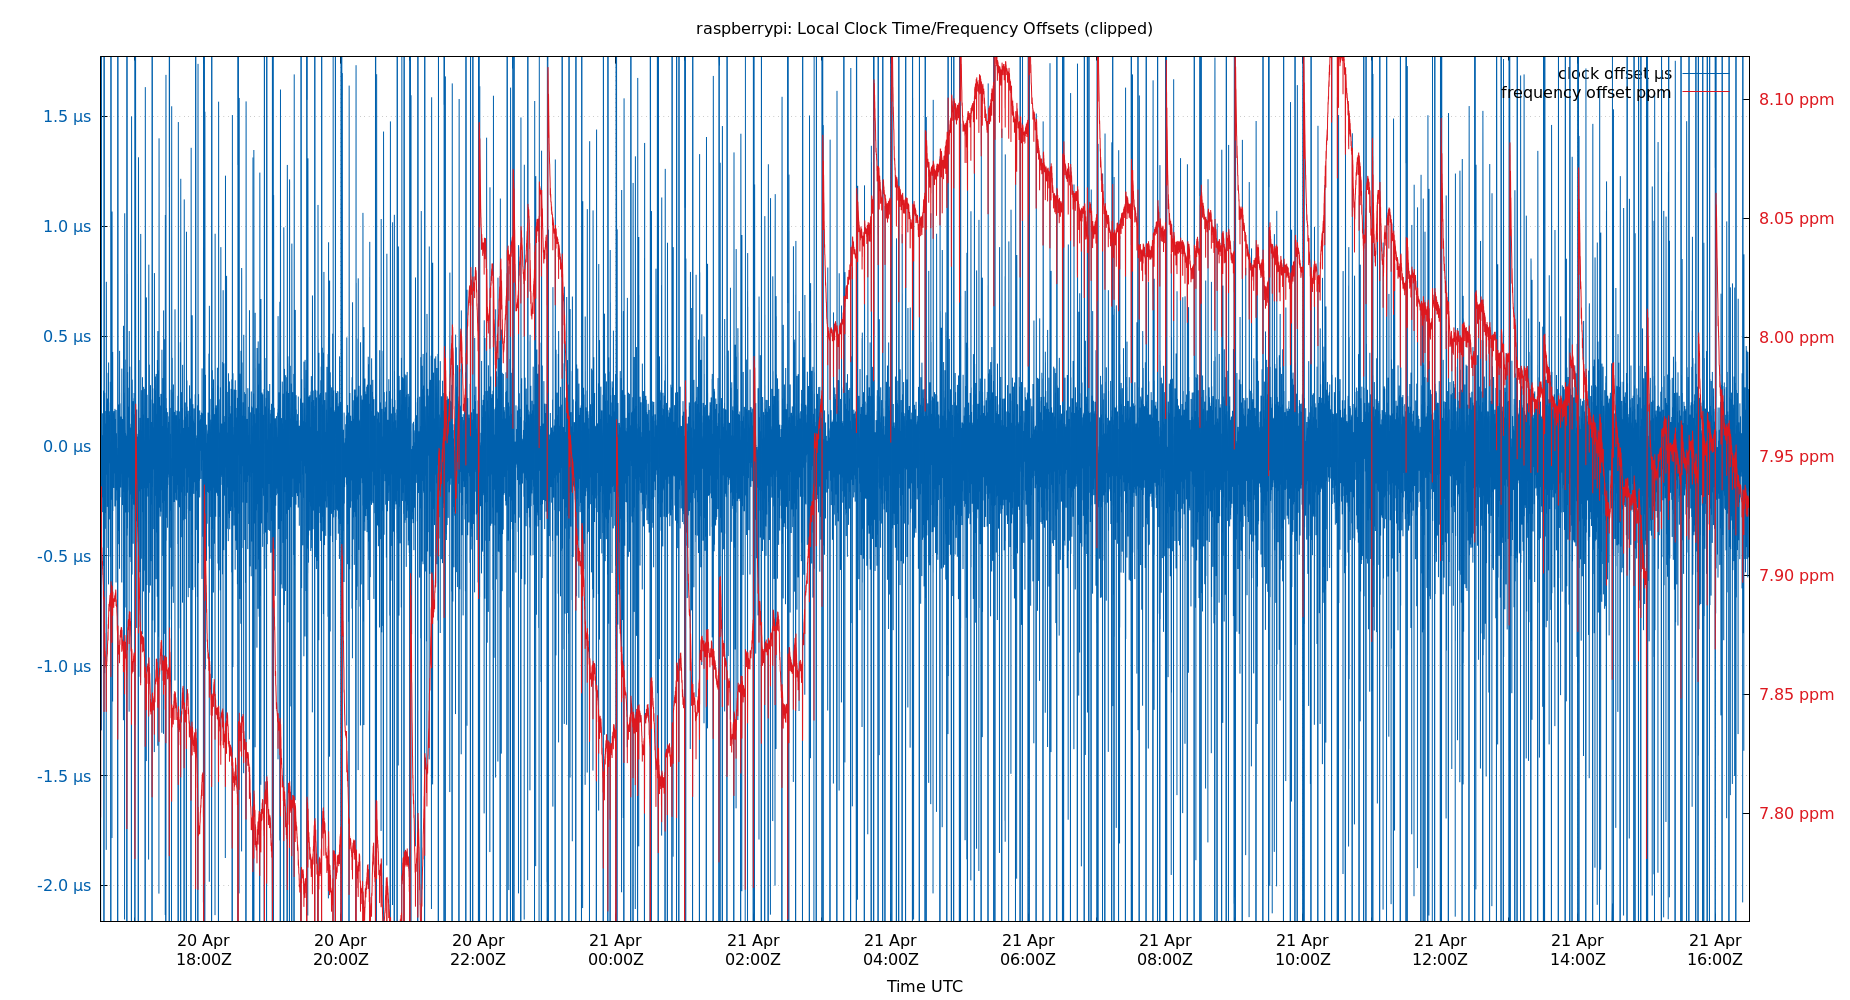 raspberrypi: Local Clock Time/Frequency Offsets (clipped)
clock offset µs
frequency offset ppm
1.5 µs
1.0 µs
0.5 µs
0.0 µs
-0.5 µs
-1.0 µs
-1.5 µs
-2.0 µs
8.10 ppm
8.05 ppm
8.00 ppm
7.95 ppm
7.90 ppm
7.85 ppm
7.80 ppm
20 Apr 20 Apr 20 Apr 21 Apr 21 Apr 21 Apr 21 Apr 21 Apr 21 Apr 21 Apr 21 Apr 21 Apr
18:00Z 20:00Z 22:00Z 00:00Z 02:00Z 04:00Z 06:00Z 08:00Z 10:00Z 12:00Z 14:00Z 16:00Z
Time UTC